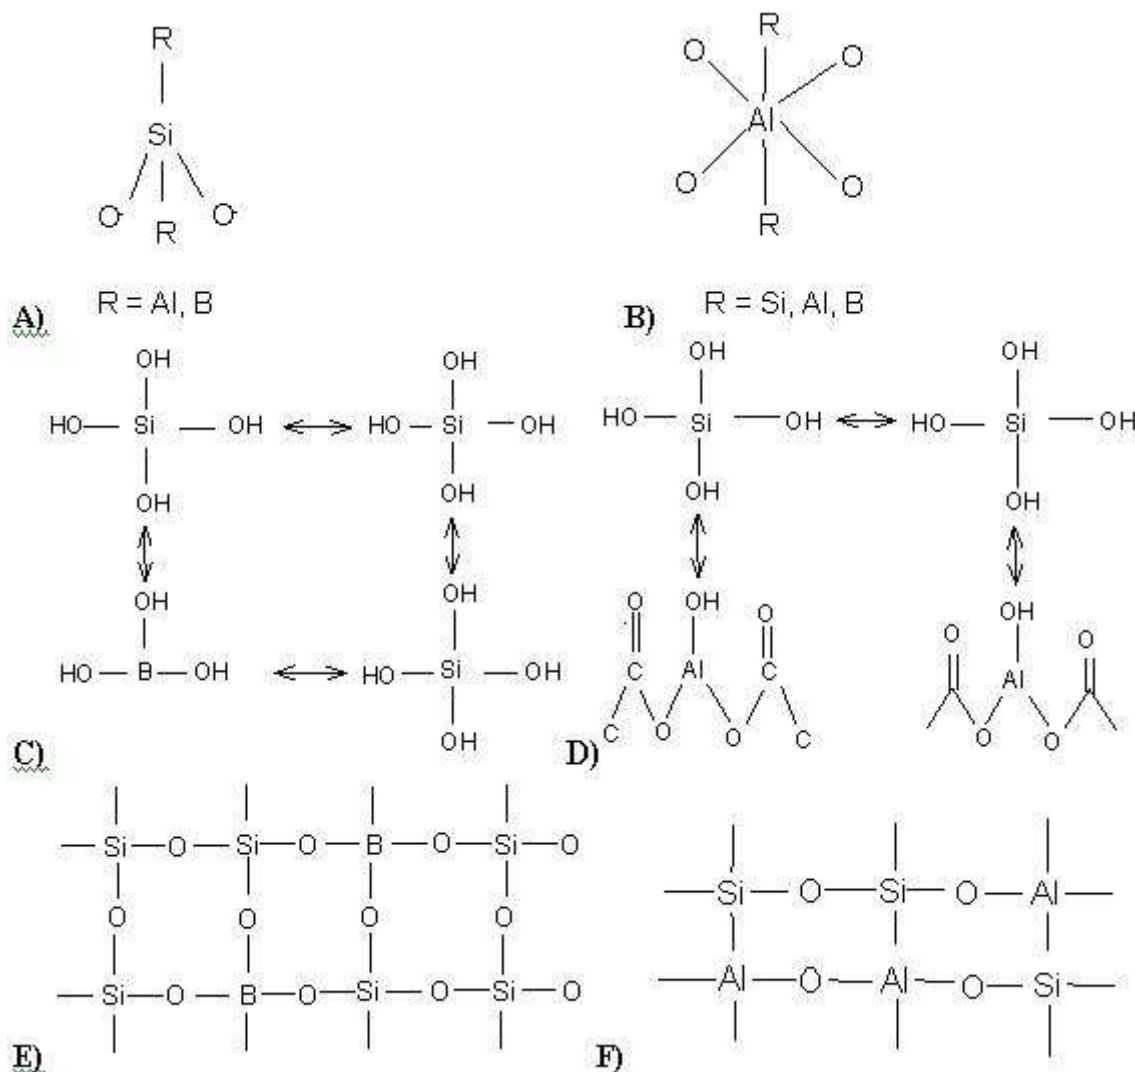 R R
O O
Si Al
O O O O
R R
R = Al, B R = Si, Al, B
A) B)
OH OH OH OH
HO Si OH HO Si OH HO Si OH HO Si OH
OH OH OH OH
OH OH OH OH
O O O O
HO B OH HO Si OH C Al C Al
OH C O O C O O
C) D)
Si O Si O B O Si O
Si O Si O Al
O O O O
Si O B O Si O Si O
Al O Al O Si
E) F)